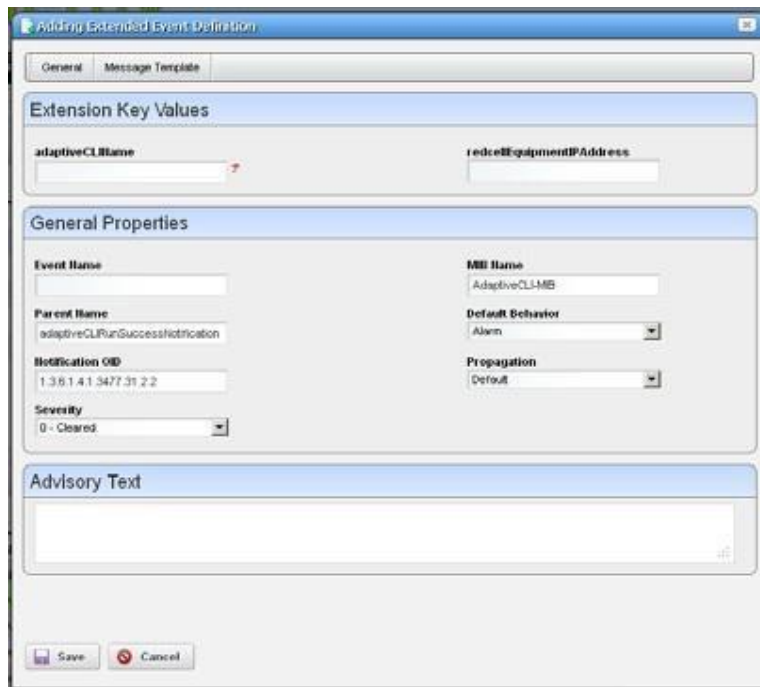 Adding Extended Event Definition
General Message Template
Extension Key Values
adaptiveCLIName redcellEquipmentIPAddress
?
General Properties
Event Name MIB Name
AdaptiveCLI-MIB
Parent Name Default Behavior
adaptiveCLIRunSuccessNotification Alarm
Notification OID Propagation
1.3.6.1.4.1.3477.31.2.2 Default
Severity
0 - Cleared
Advisory Text
Save Cancel